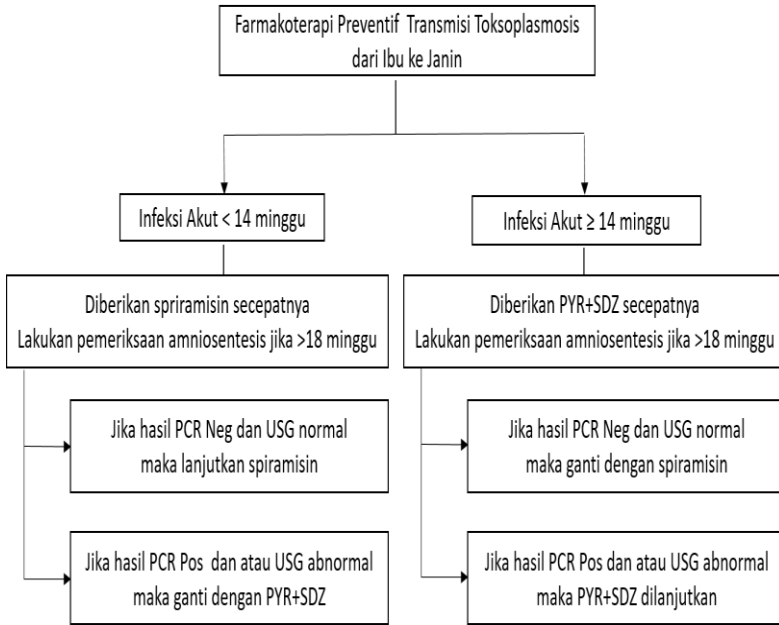 Farmakoterapi Preventif Transmisi Toksoplasmosis
dari Ibu ke Janin
Infeksi Akut < 14 minggu
Infeksi Akut ≥ 14 minggu
Diberikan spriramisin secepatnya
Lakukan pemeriksaan amniosentesis jika >18 minggu
Diberikan PYR+SDZ secepatnya
Lakukan pemeriksaan amniosentesis jika >18 minggu
Jika hasil PCR Neg dan USG normal
maka lanjutkan spiramisin
Jika hasil PCR Neg dan USG normal
maka ganti dengan spiramisin
Jika hasil PCR Pos dan atau USG abnormal
maka ganti dengan PYR+SDZ
Jika hasil PCR Pos dan atau USG abnormal
maka PYR+SDZ dilanjutkan